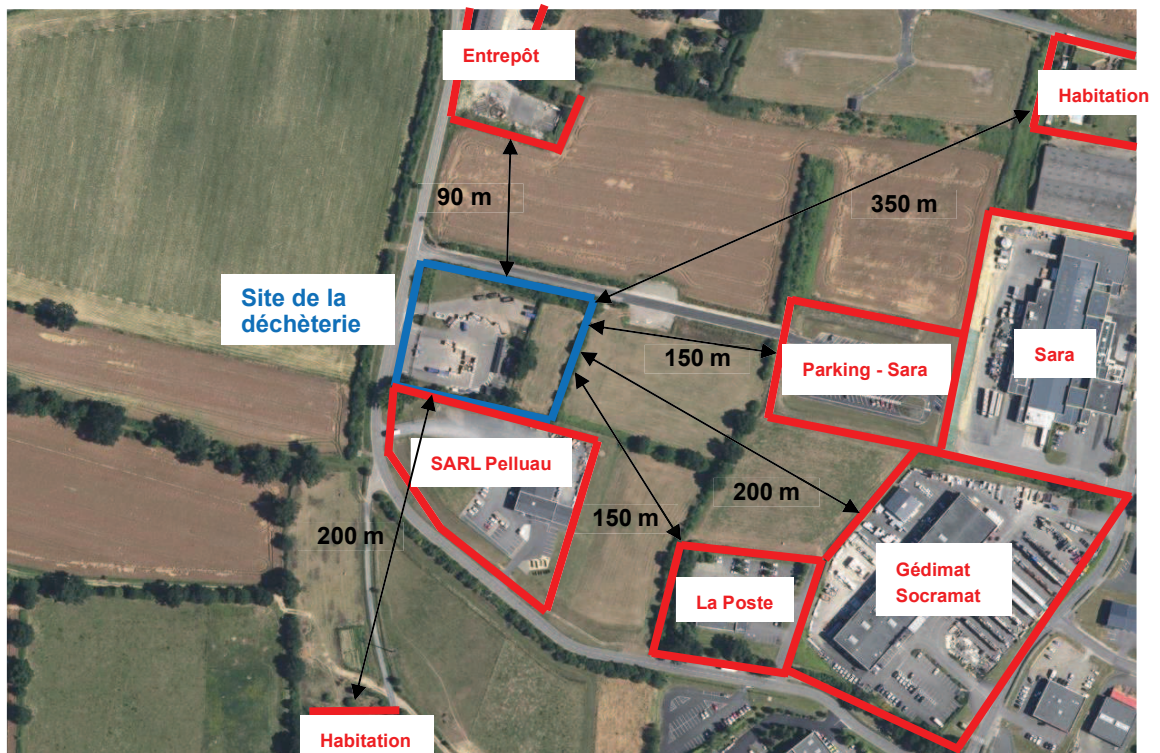 Entrepôt
Habitation
90 m
350 m
Site de la
déchèterie
150 m
Parking - Sara
Sara
SARL Pelluau
200 m
150 m
200 m
Gédimat
Socramat
La Poste
Habitation